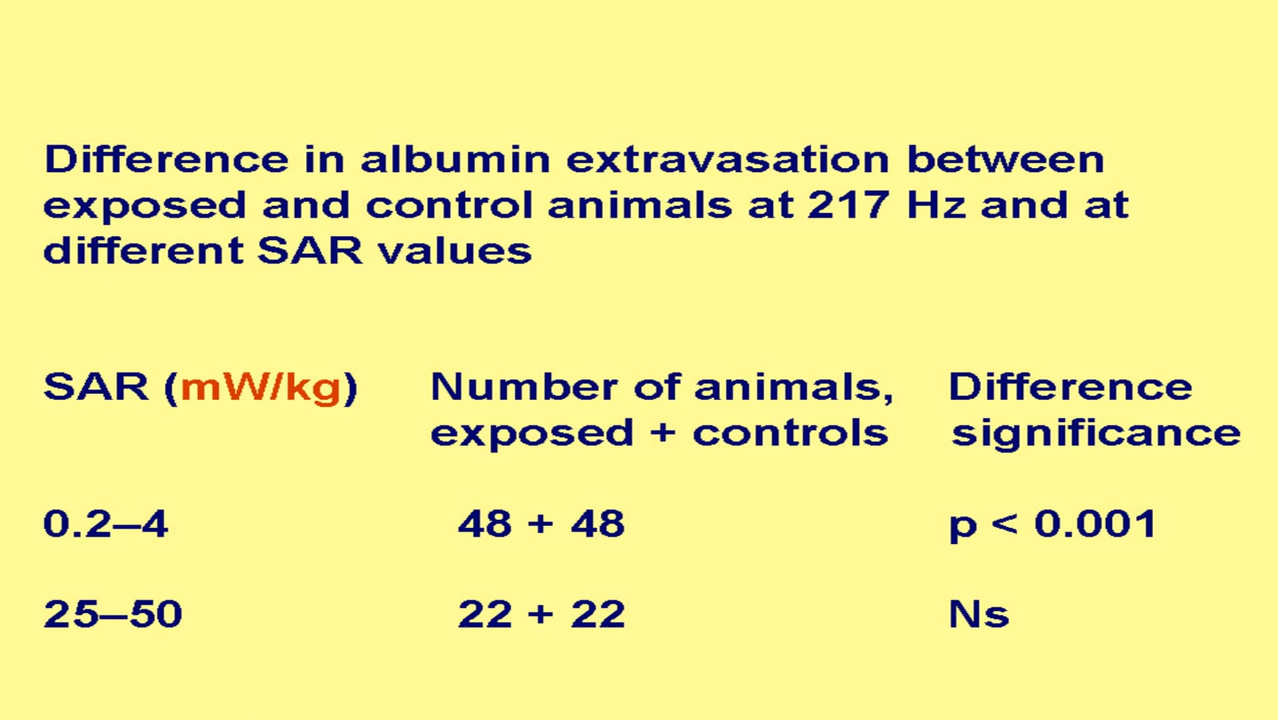 Difference in albumin extravasation between
exposed and control animals at 217 Hz and at
different SAR values
SAR (mW/kg) Number of animals, Difference
exposed + controls significance
0.2–4 48 + 48 p < 0.001
25–50 22 + 22 Ns